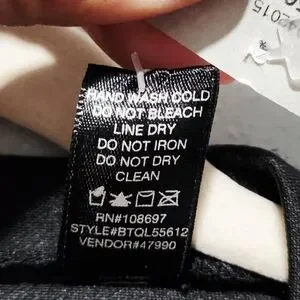 HAND WASH COLD
DO NOT BLEACH
LINE DRY
DO NOT IRON
DO NOT DRY
CLEAN
RN#108697
STYLE#BTQL55612
VENDOR#47990
2015